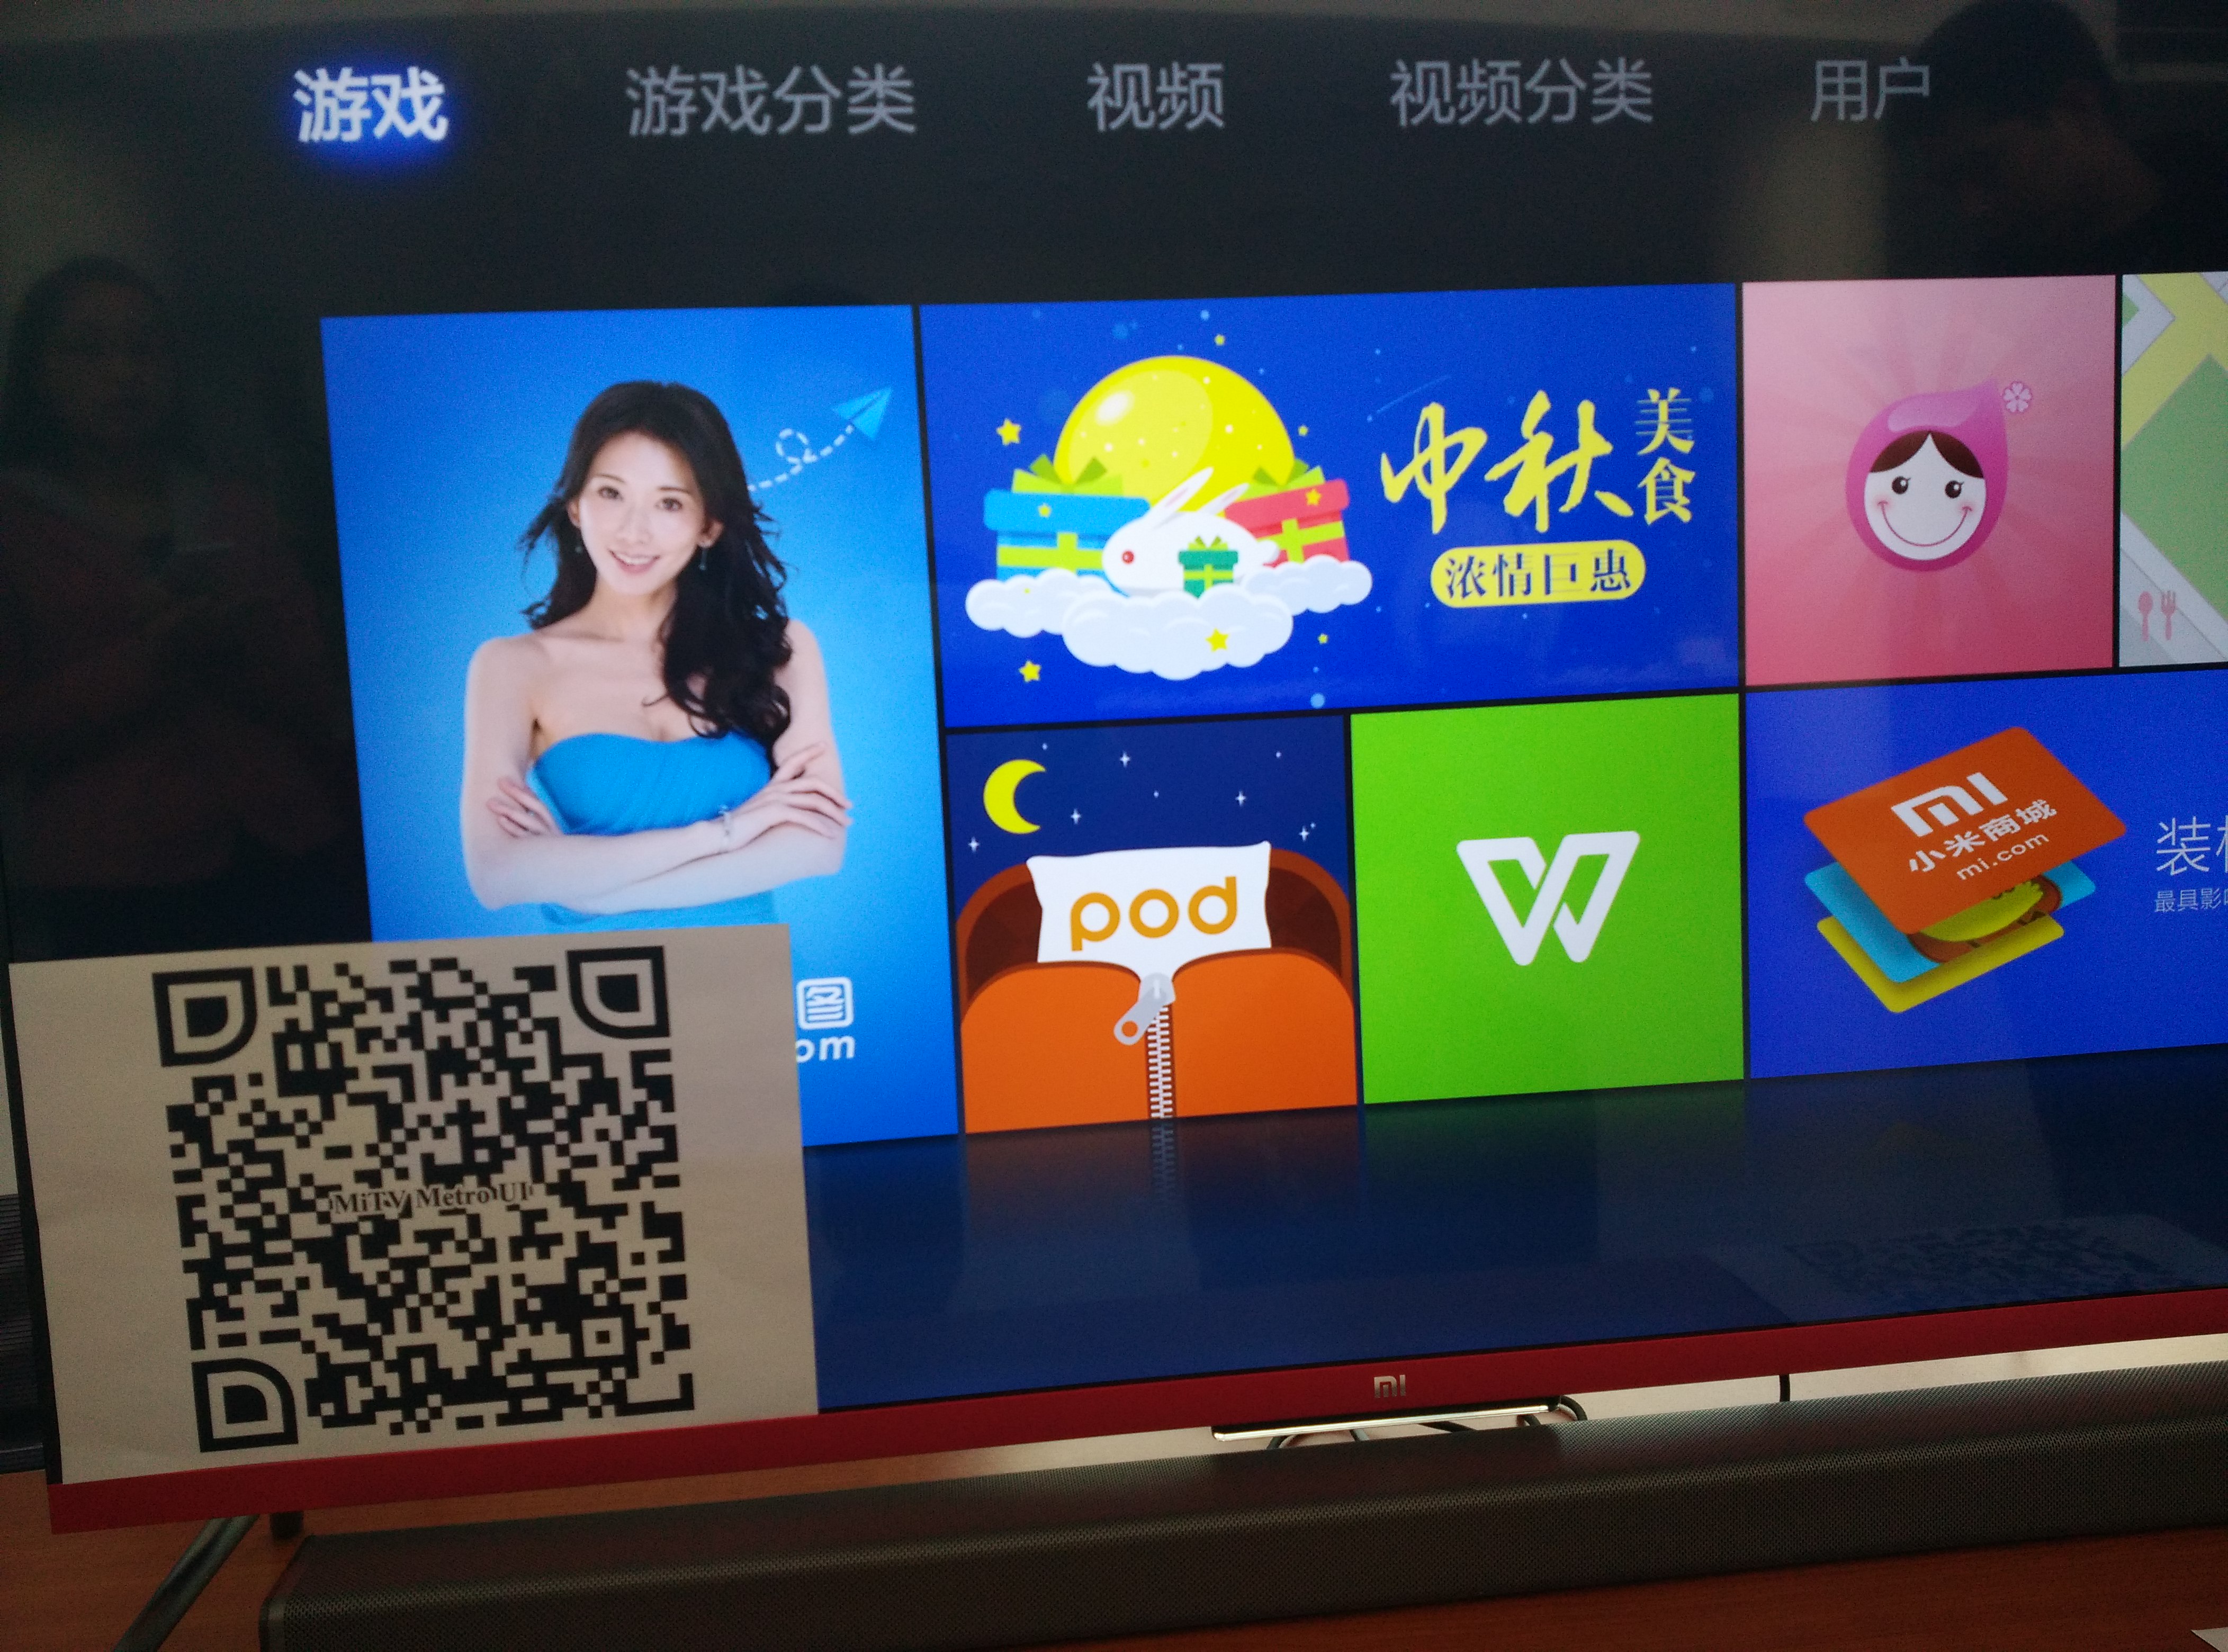 游戏
游戏分类
视频
视频分类
用户
中秋
美食
浓情巨惠
pod
W
mi
小米商城
mi.com
装
最具影
图
om
MiTV Metro UI
mi